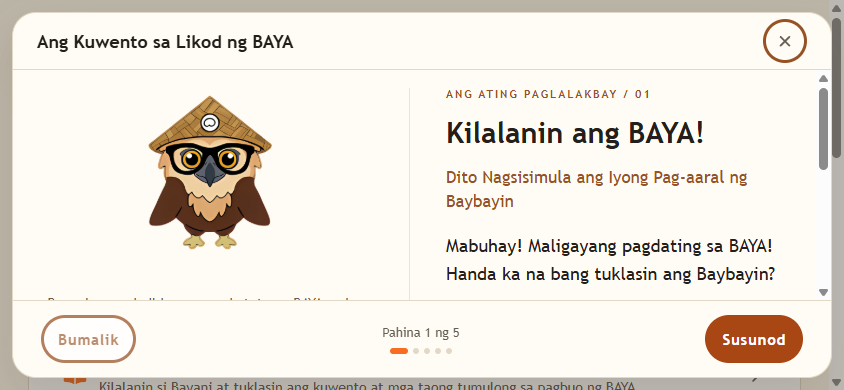 Ang Kuwento sa Likod ng BAYA
ANG ATING PAGLALAKBAY / 01
Kilalanin ang BAYA!
Dito Nagsisimula ang Iyong Pag-aaral ng
Baybayin
Mabuhay! Maligayang pagdating sa BAYA!
Handa ka na bang tuklasin ang Baybayin?
Bumalik
Pahina 1 ng 5
Susunod
Kilalanin si Bayani at tuklasin ang kuwento at mga taong tumulong sa pagbuo ng BAYA.